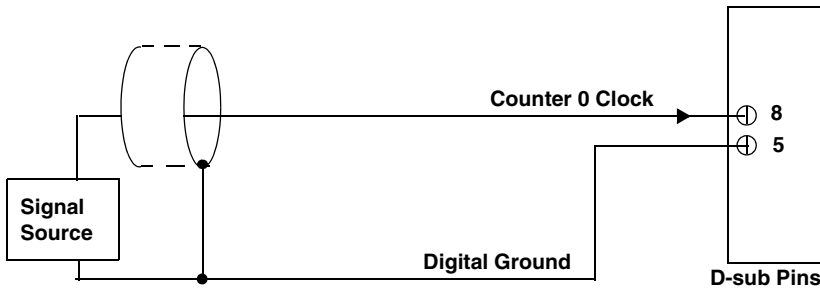 Counter 0 Clock
8
5
Signal
Source
Digital Ground
D-sub Pins